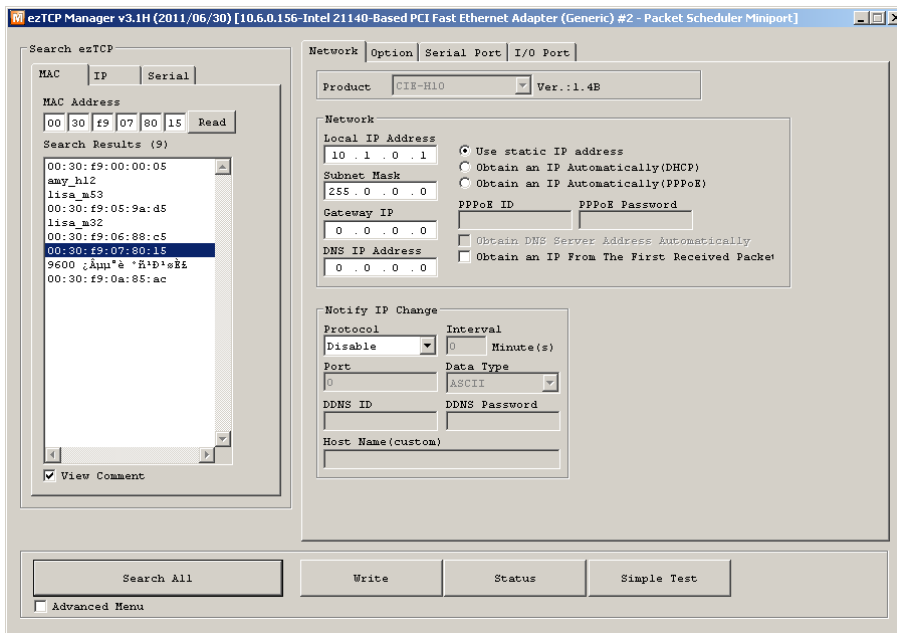 ezTCP Manager v3.1H (2011/06/30) [10.6.0.156-Intel 21140-Based PCI Fast Ethernet Adapter (Generic) #2 - Packet Scheduler Miniport]
Search ezTCP
MAC IP Serial
MAC Address
00 30 f9 07 80 15 Read
Search Results (9)
00:30:f9:00:00:05
amy_hl2
lisa_m53
00:30:f9:05:9a:d5
lisa_m32
00:30:f9:06:88:c5
00:30:f9:07:80:15
9600 ¿Âµµ°è °ñ¹Ð¹øÈ£
00:30:f9:0a:85:ac
View Comment
Network Option Serial Port I/O Port
Product CIE-H10 Ver.:1.4B
Network
Local IP Address
10 . 1 . 0 . 1
Subnet Mask
255 . 0 . 0 . 0
Gateway IP
0 . 0 . 0 . 0
DNS IP Address
0 . 0 . 0 . 0
Use static IP address
Obtain an IP Automatically(DHCP)
Obtain an IP Automatically(PPPoE)
PPPoE ID PPPoE Password
Obtain DNS Server Address Automatically
Obtain an IP From The First Received Packet
Notify IP Change
Protocol Interval
Disable 0 Minute(s)
Port Data Type
0 ASCII
DDNS ID DDNS Password
Host Name(custom)
Search All Write Status Simple Test
Advanced Menu